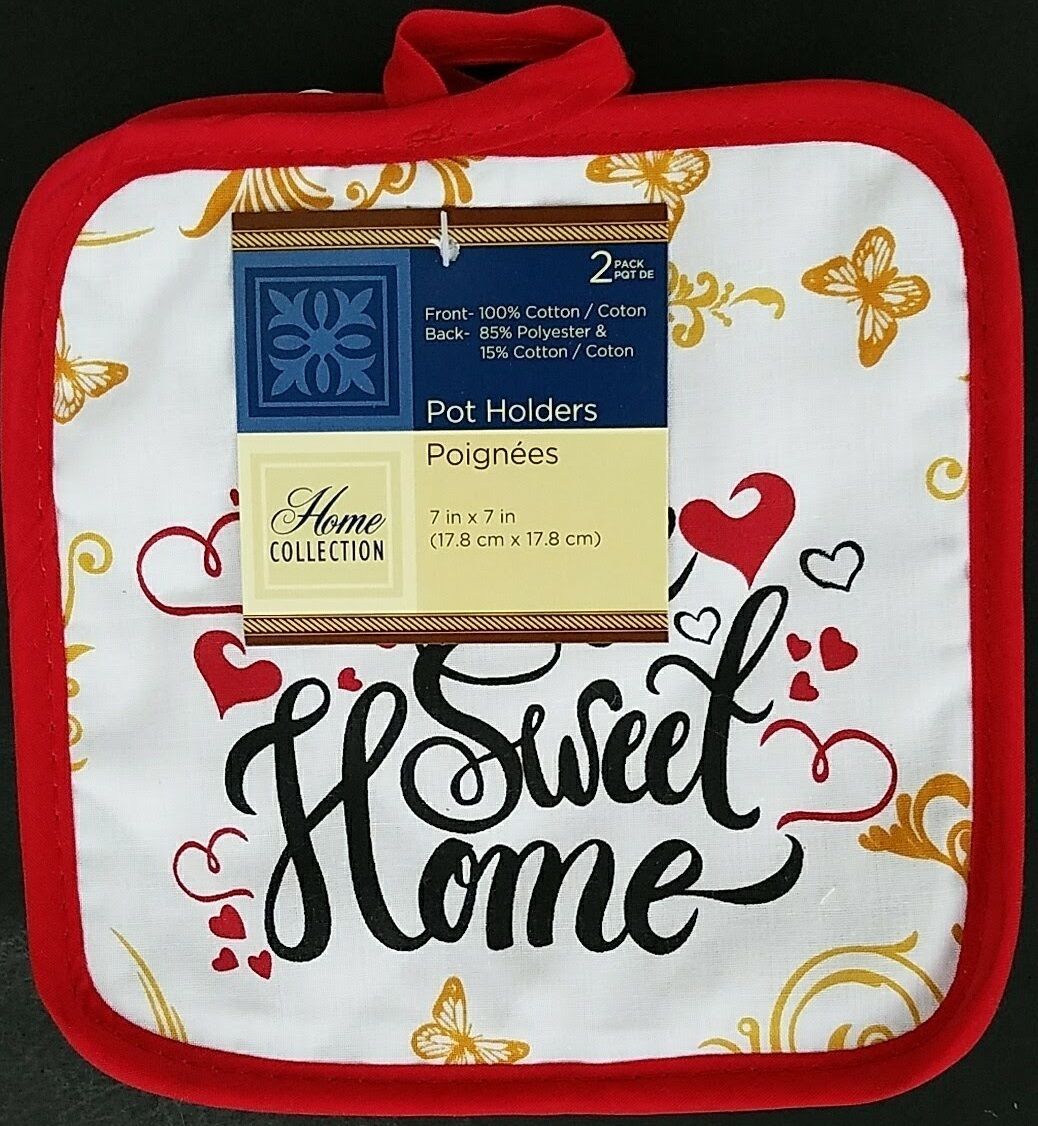 2 PACK
PQT DE
Front- 100% Cotton / Coton
Back- 85% Polyester &
15% Cotton / Coton
Pot Holders
Poignées
Home
COLLECTION
7 in x 7 in
(17.8 cm x 17.8 cm)
Sweet
Home